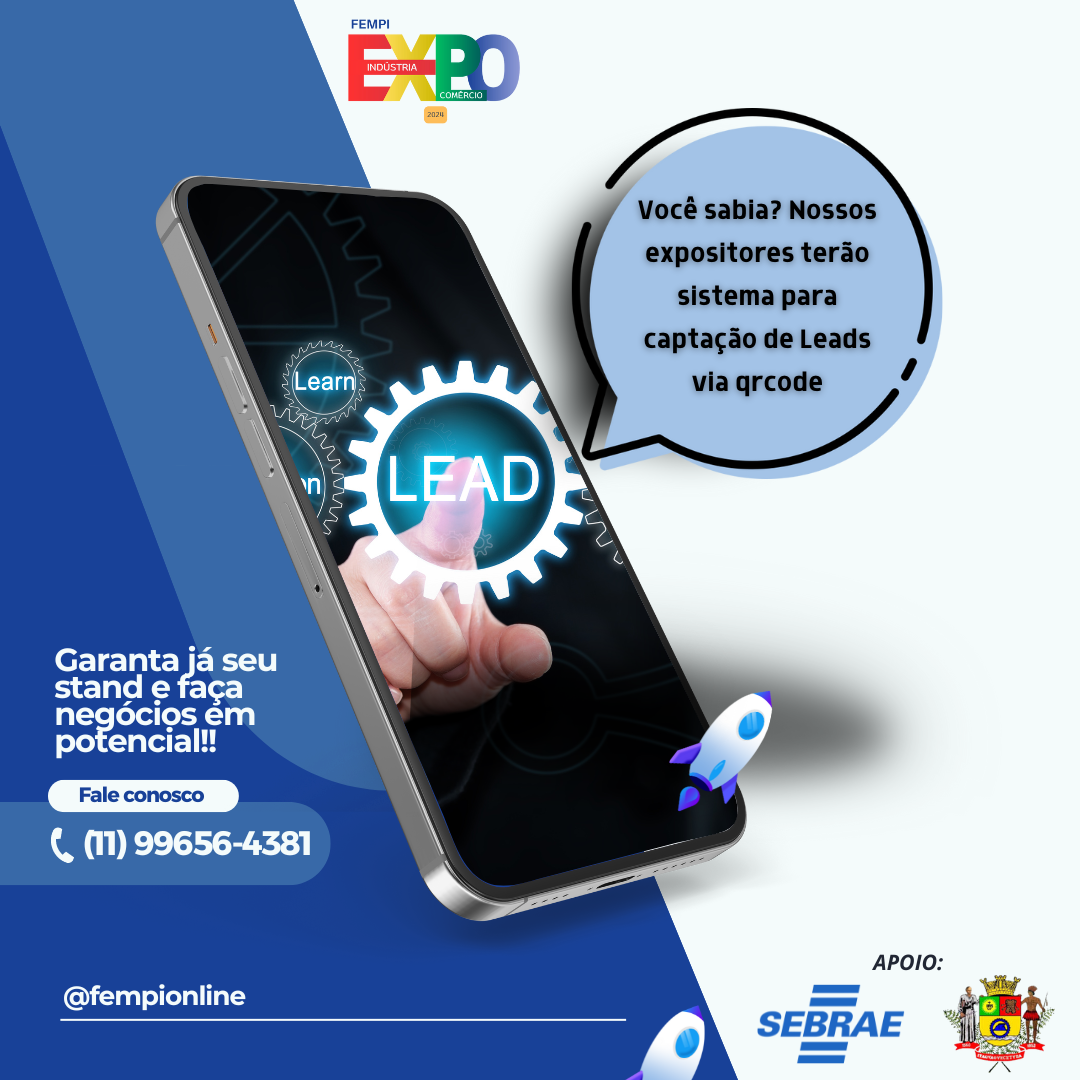 FEMPI
EXPO
INDÚSTRIA
COMÉRCIO
2024
Você sabia? Nossos
expositores terão
sistema para
captação de Leads
via qrcode
Learn
on
LEAD
Garanta já seu
stand e faça
negócios em
potencial!!
Fale conosco
(11) 99656-4381
@fempionline
APOIO:
SEBRAE